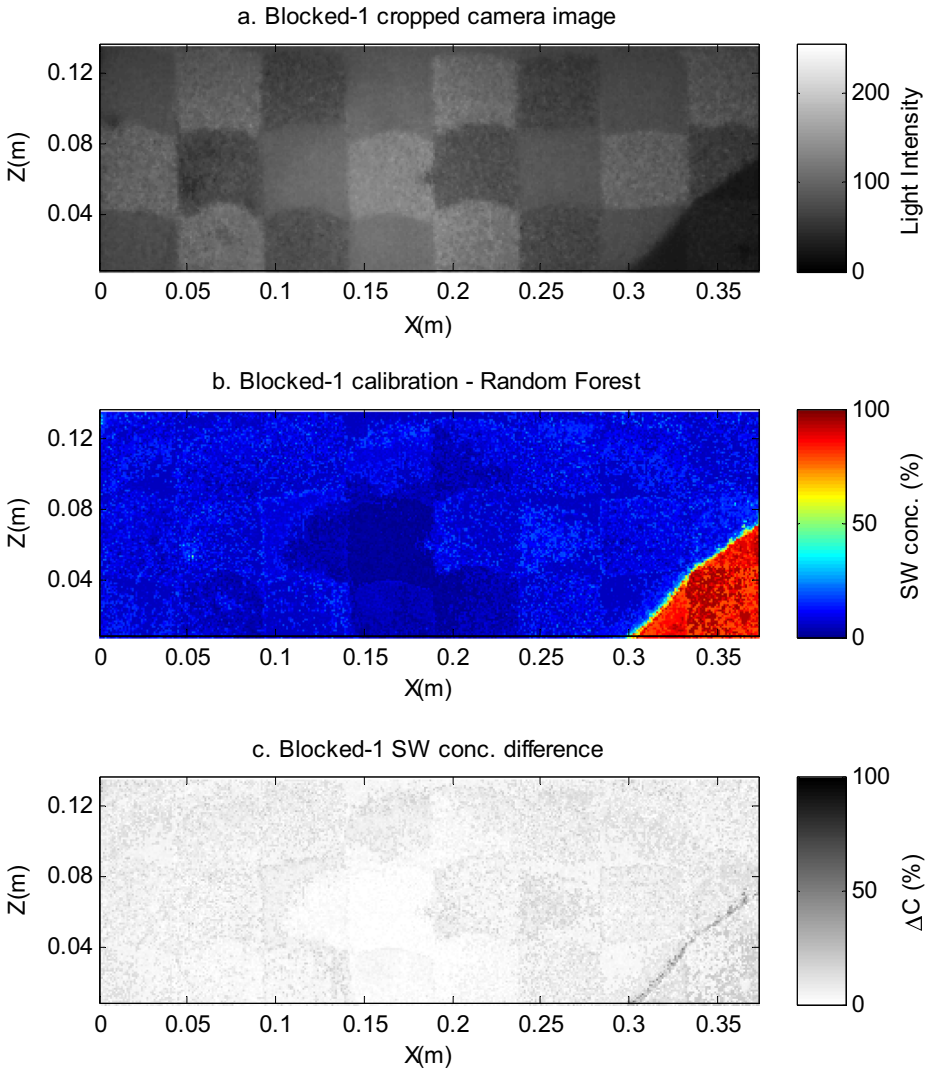 a. Blocked-1 cropped camera image
0.12
0.08
0.04
Z(m)
0 0.05 0.1 0.15 0.2 0.25 0.3 0.35
X(m)
200
100
0
Light Intensity
b. Blocked-1 calibration - Random Forest
0.12
0.08
0.04
Z(m)
0 0.05 0.1 0.15 0.2 0.25 0.3 0.35
X(m)
100
50
0
SW conc. (%)
c. Blocked-1 SW conc. difference
0.12
0.08
0.04
Z(m)
0 0.05 0.1 0.15 0.2 0.25 0.3 0.35
X(m)
100
50
0
ΔC (%)